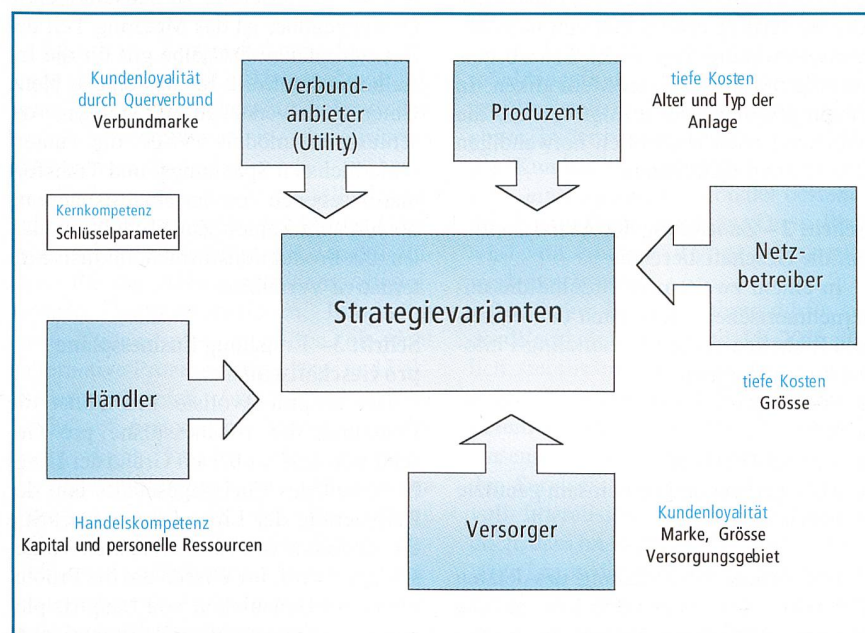 Kundenloyalität
durch Querverbund
Verbundmarke
Verbund-
anbieter
(Utility)
Produzent
tiefe Kosten
Alter und Typ der
Anlage
Kernkompetenz
Schlüsselparameter
Netz-
betreiber
Strategievarianten
tiefe Kosten
Grösse
Händler
Handelskompetenz
Kapital und personelle Ressourcen
Versorger
Kundenloyalität
Marke, Grösse
Versorgungsgebiet